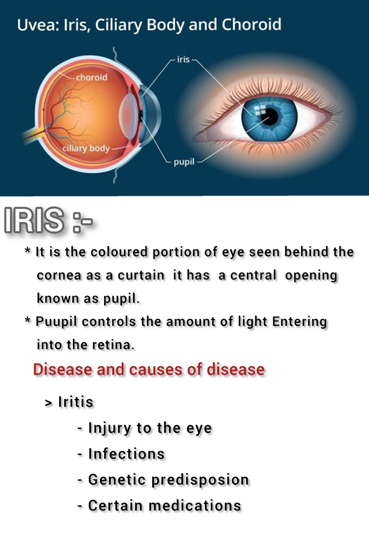 Uvea: Iris, Ciliary Body and Choroid
choroid
iris
ciliary body
pupil
IRIS :-
* It is the coloured portion of eye seen behind the
cornea as a curtain it has a central opening
known as pupil.
* Puupil controls the amount of light Entering
into the retina.
Disease and causes of disease
> Iritis
- Injury to the eye
- Infections
- Genetic predisposion
- Certain medications